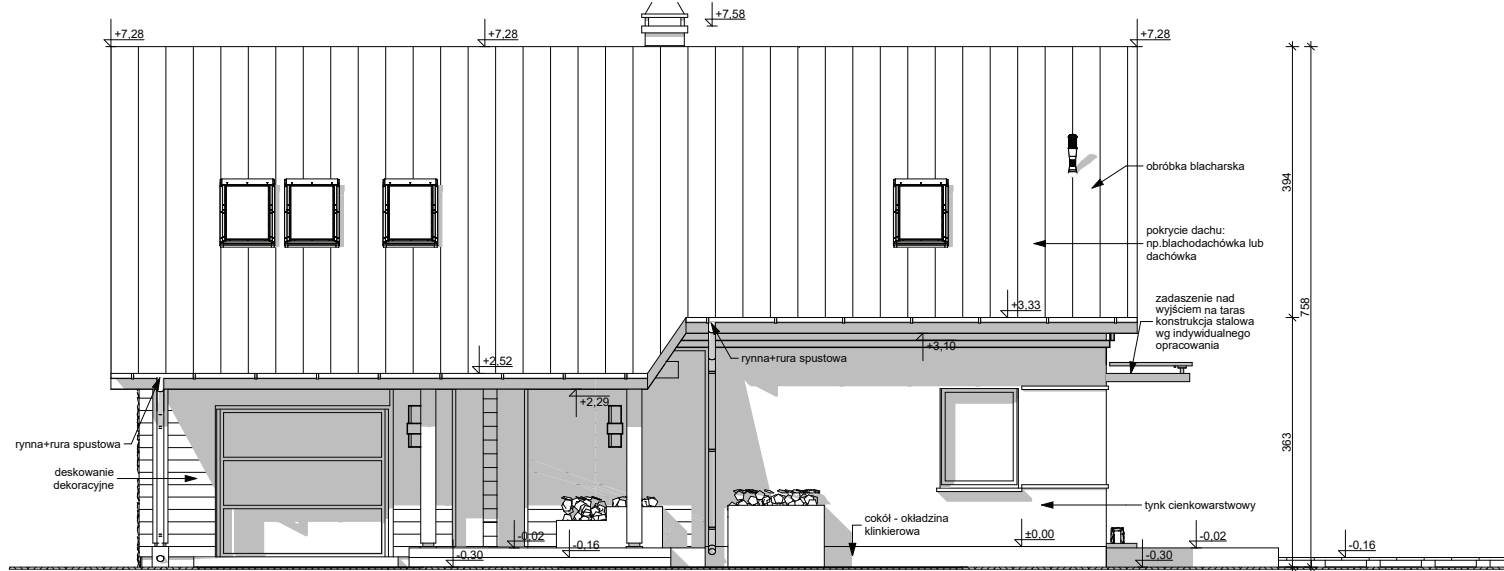 +7,58
+7,28
+7,28
+7,28
obróbka blacharska
394
pokrycie dachu:
np.blachodachówka lub
dachówka
+3,33
758
zadaszenie nad
wyjściem na taras
konstrukcja stalowa
wg indywidualnego
opracowania
+3,10
rynna+rura spustowa
+2,52
+2,29
rynna+rura spustowa
363
deskowanie
dekoracyjne
tynk cienkowarstwowy
cokół - okładzina
klinkierowa
-0,02
±0,00
-0,02
-0,30
-0,16
-0,30
-0,16